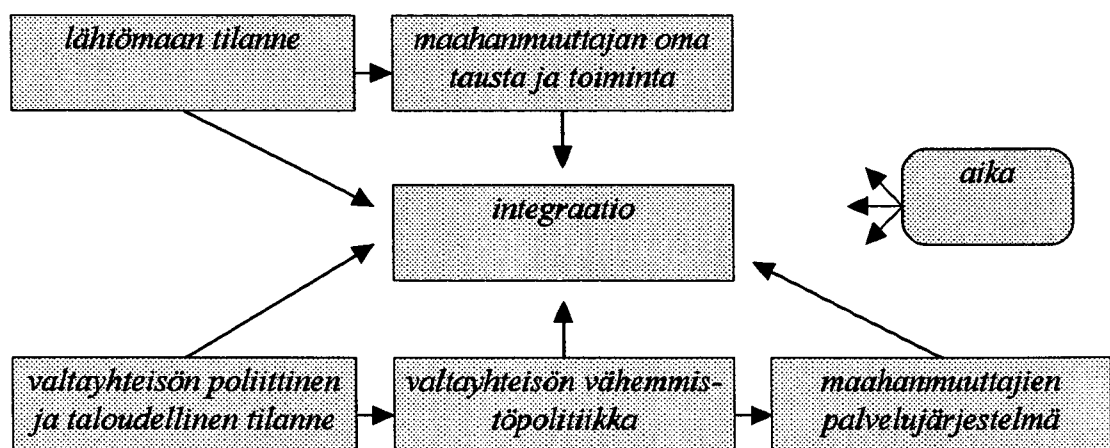 lähtömaan tilanne
maahanmuuttajan oma
tausta ja toiminta
aika
integraatio
valtayhteisön poliittinen
ja taloudellinen tilanne
valtayhteisön vähemmis-
töpolitiikka
maahanmuuttajien
palvelujärjestelmä